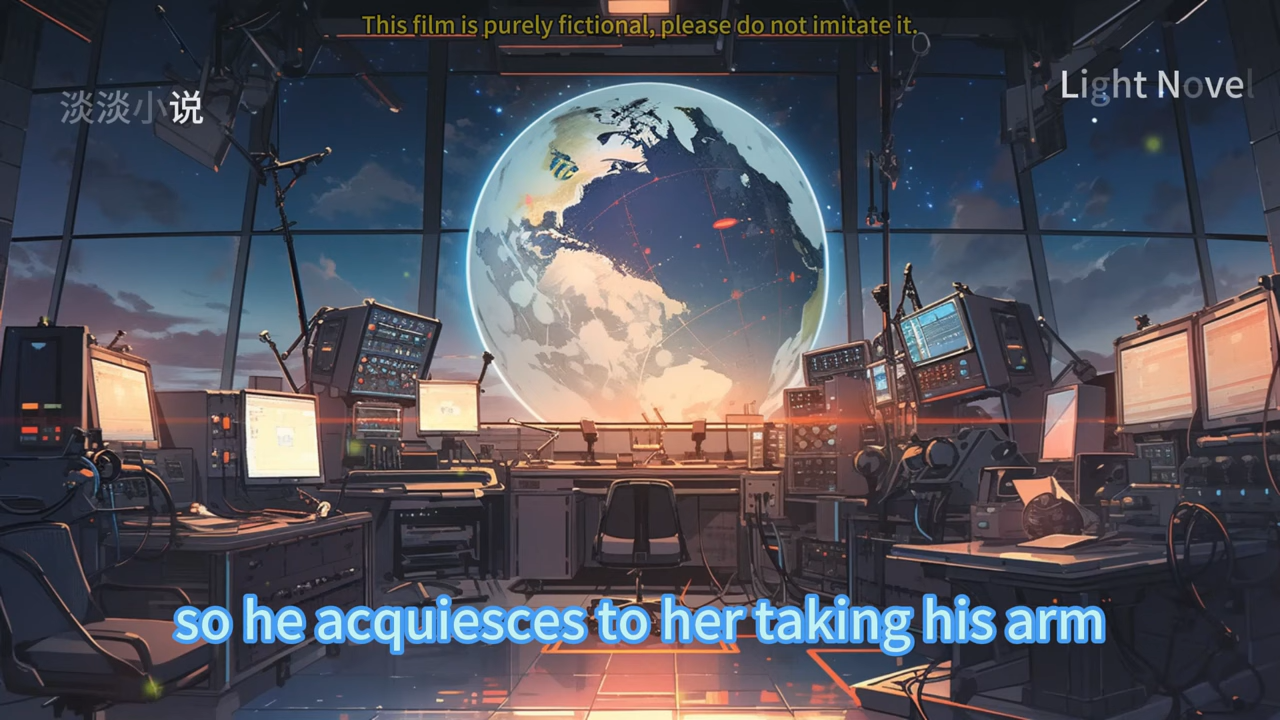 This film is purely fictional, please do not imitate it.
淡淡小说
Light Novel
so he acquiesces to her taking his arm